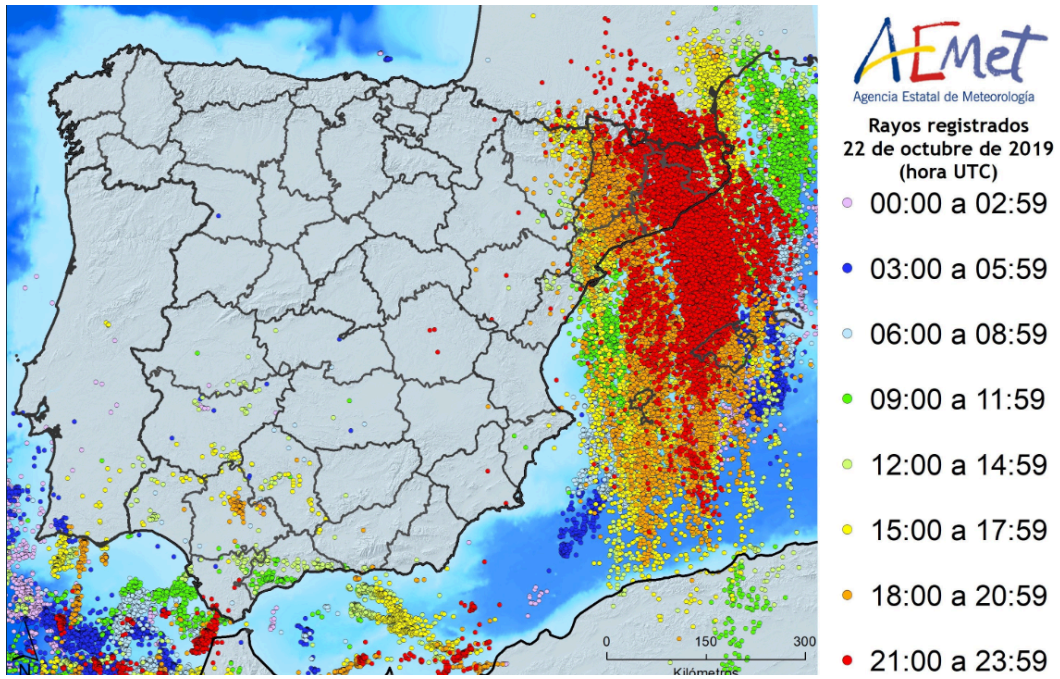 AEMet
Agencia Estatal de Meteorología
Rayos registrados
22 de octubre de 2019
(hora UTC)
00:00 a 02:59
03:00 a 05:59
06:00 a 08:59
09:00 a 11:59
12:00 a 14:59
15:00 a 17:59
18:00 a 20:59
21:00 a 23:59
0 150 300
Kilómetros
N